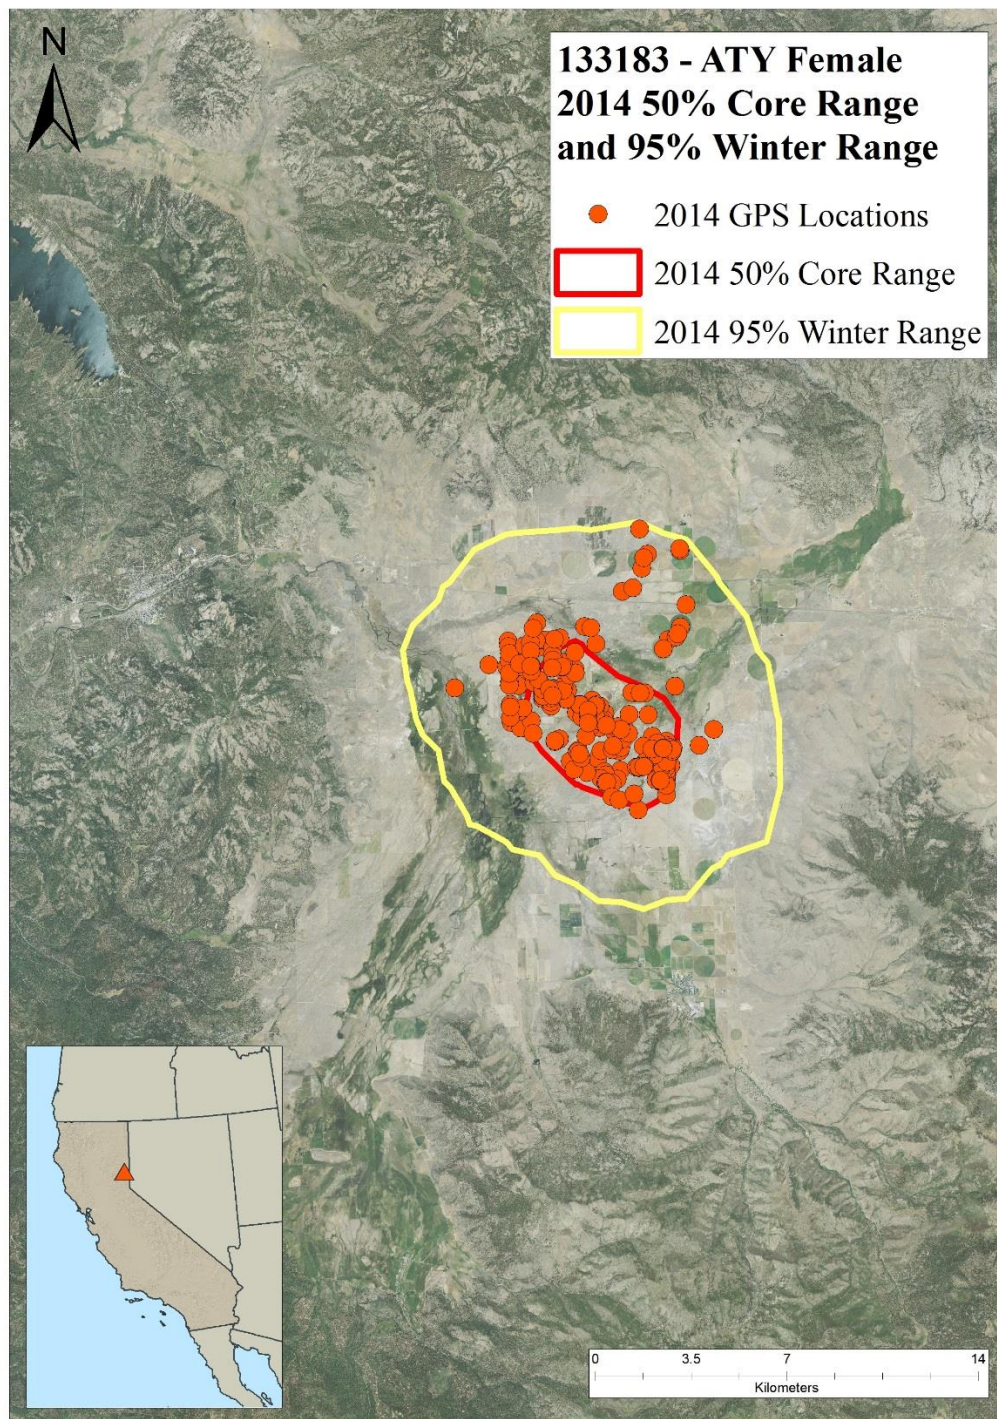 N
133183 - ATY Female
2014 50% Core Range
and 95% Winter Range
2014 GPS Locations
2014 50% Core Range
2014 95% Winter Range
0 3.5 7 14
Kilometers